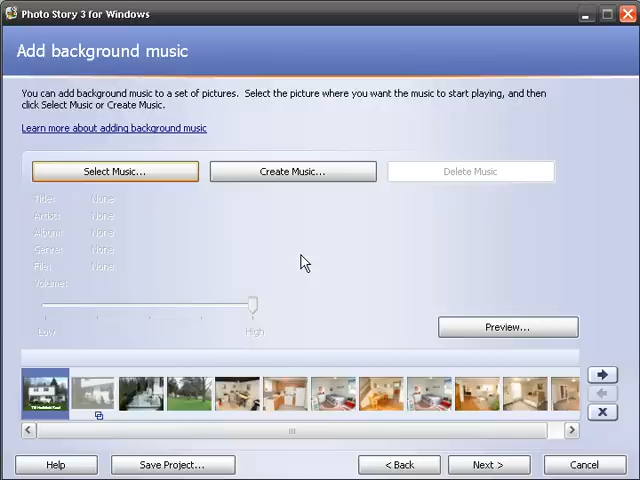 Photo Story 3 for Windows
Add background music
You can add background music to a set of pictures. Select the picture where you want the music to start playing, and then
click Select Music or Create Music.
Learn more about adding background music
Select Music...
Create Music...
Delete Music
Title: None
Artist: None
Album: None
Genre: None
File: None
Volume:
Low
High
Preview...
Help
Save Project...
< Back
Next >
Cancel